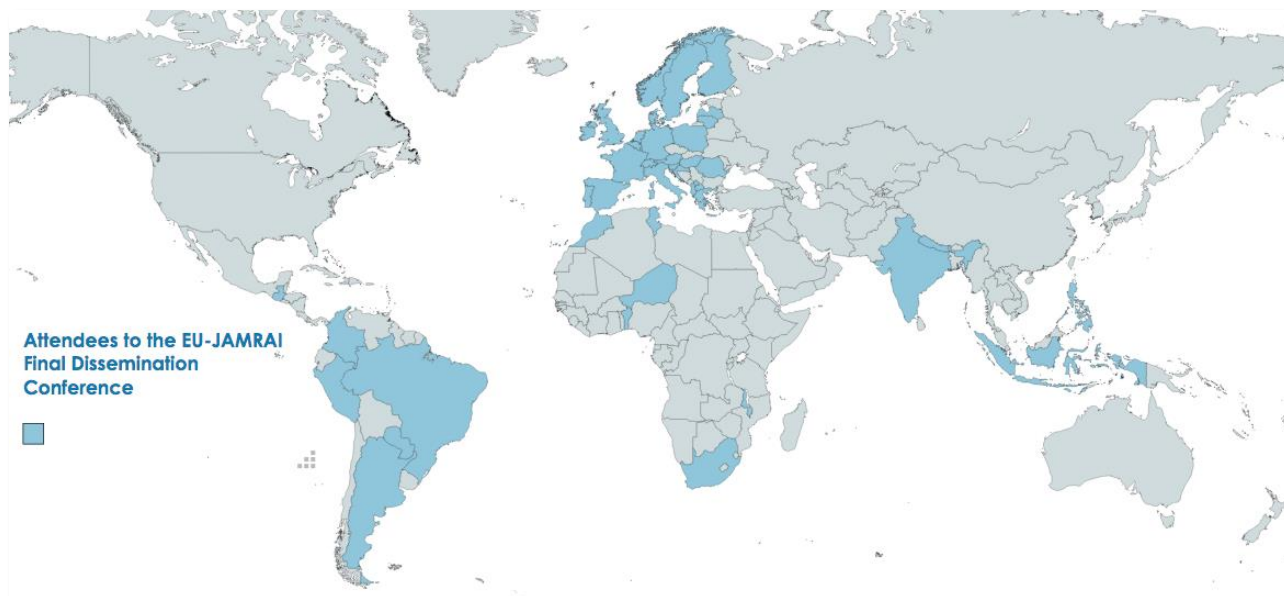 Attendees to the EU-JAMRAI
Final Dissemination
Conference